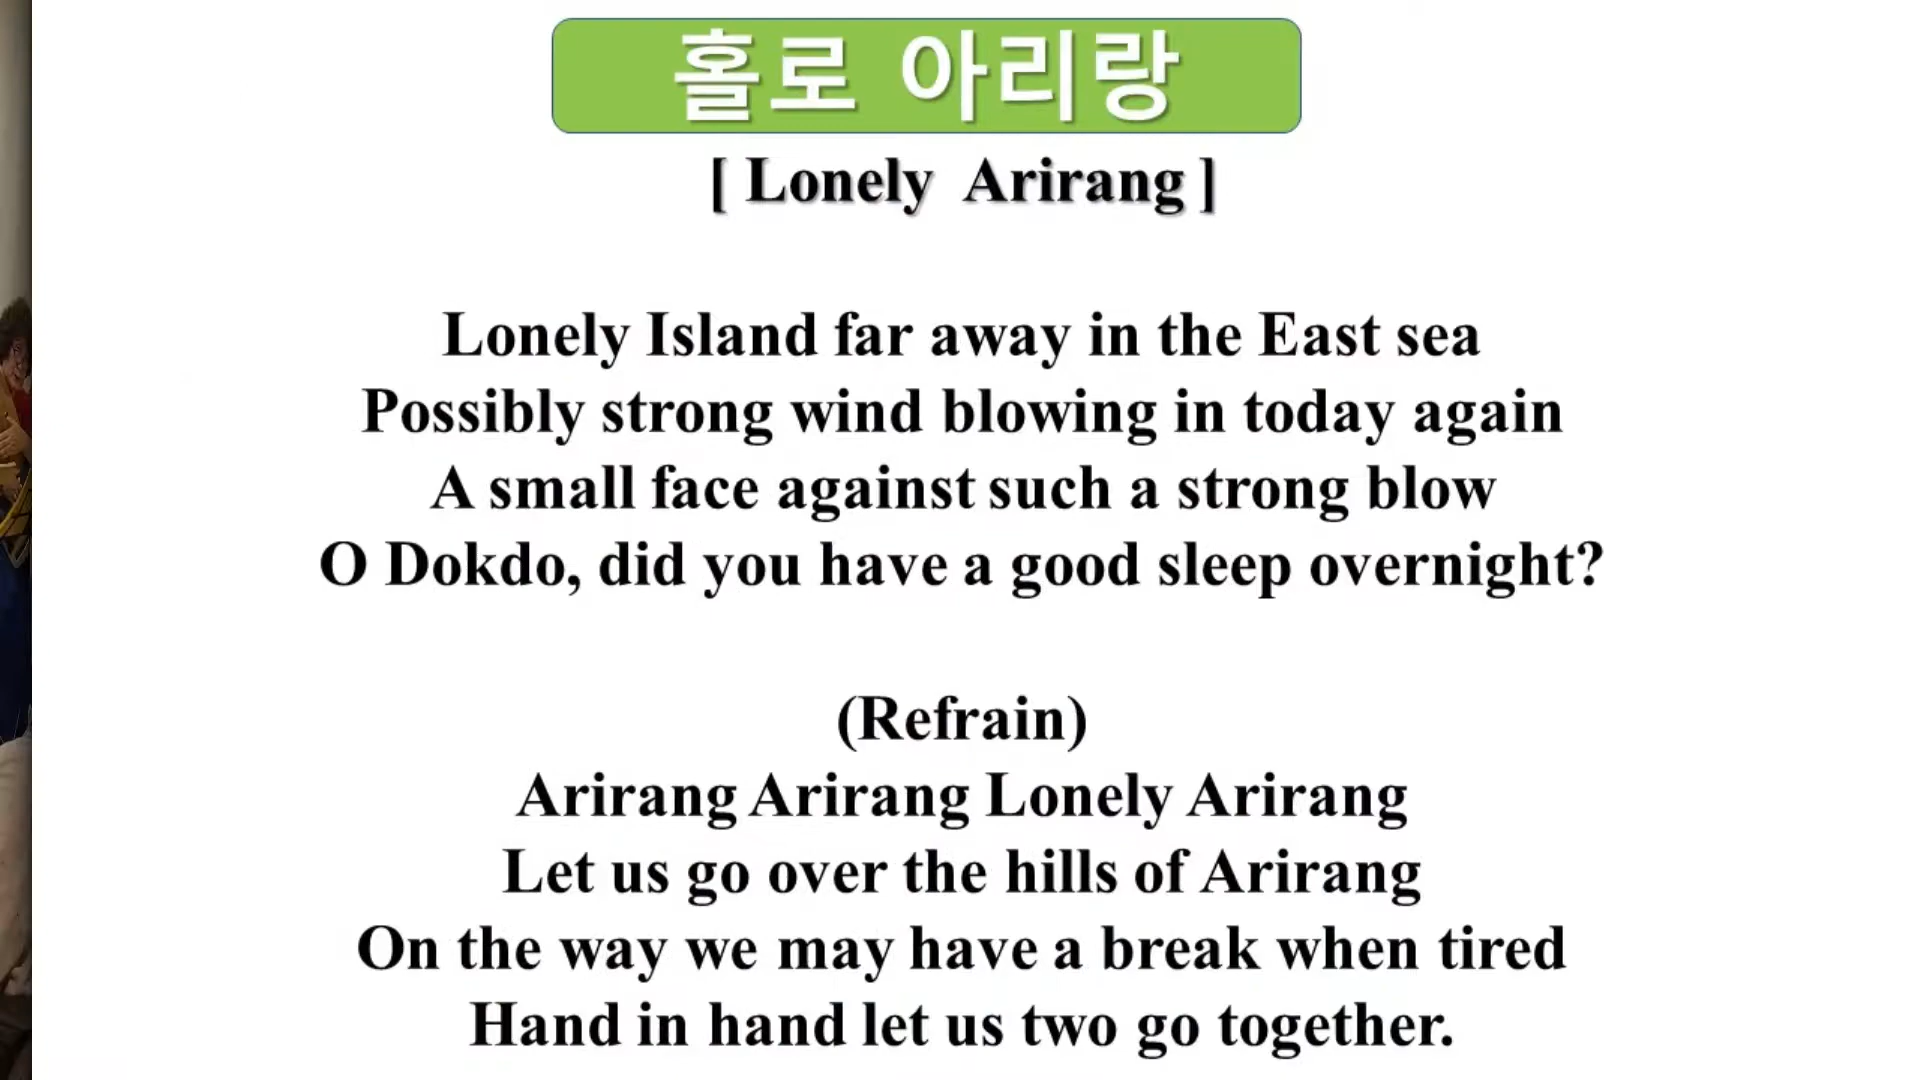 홀로 아리랑
[ Lonely Arirang ]
Lonely Island far away in the East sea
Possibly strong wind blowing in today again
A small face against such a strong blow
O Dokdo, did you have a good sleep overnight?
(Refrain)
Arirang Arirang Lonely Arirang
Let us go over the hills of Arirang
On the way we may have a break when tired
Hand in hand let us two go together.